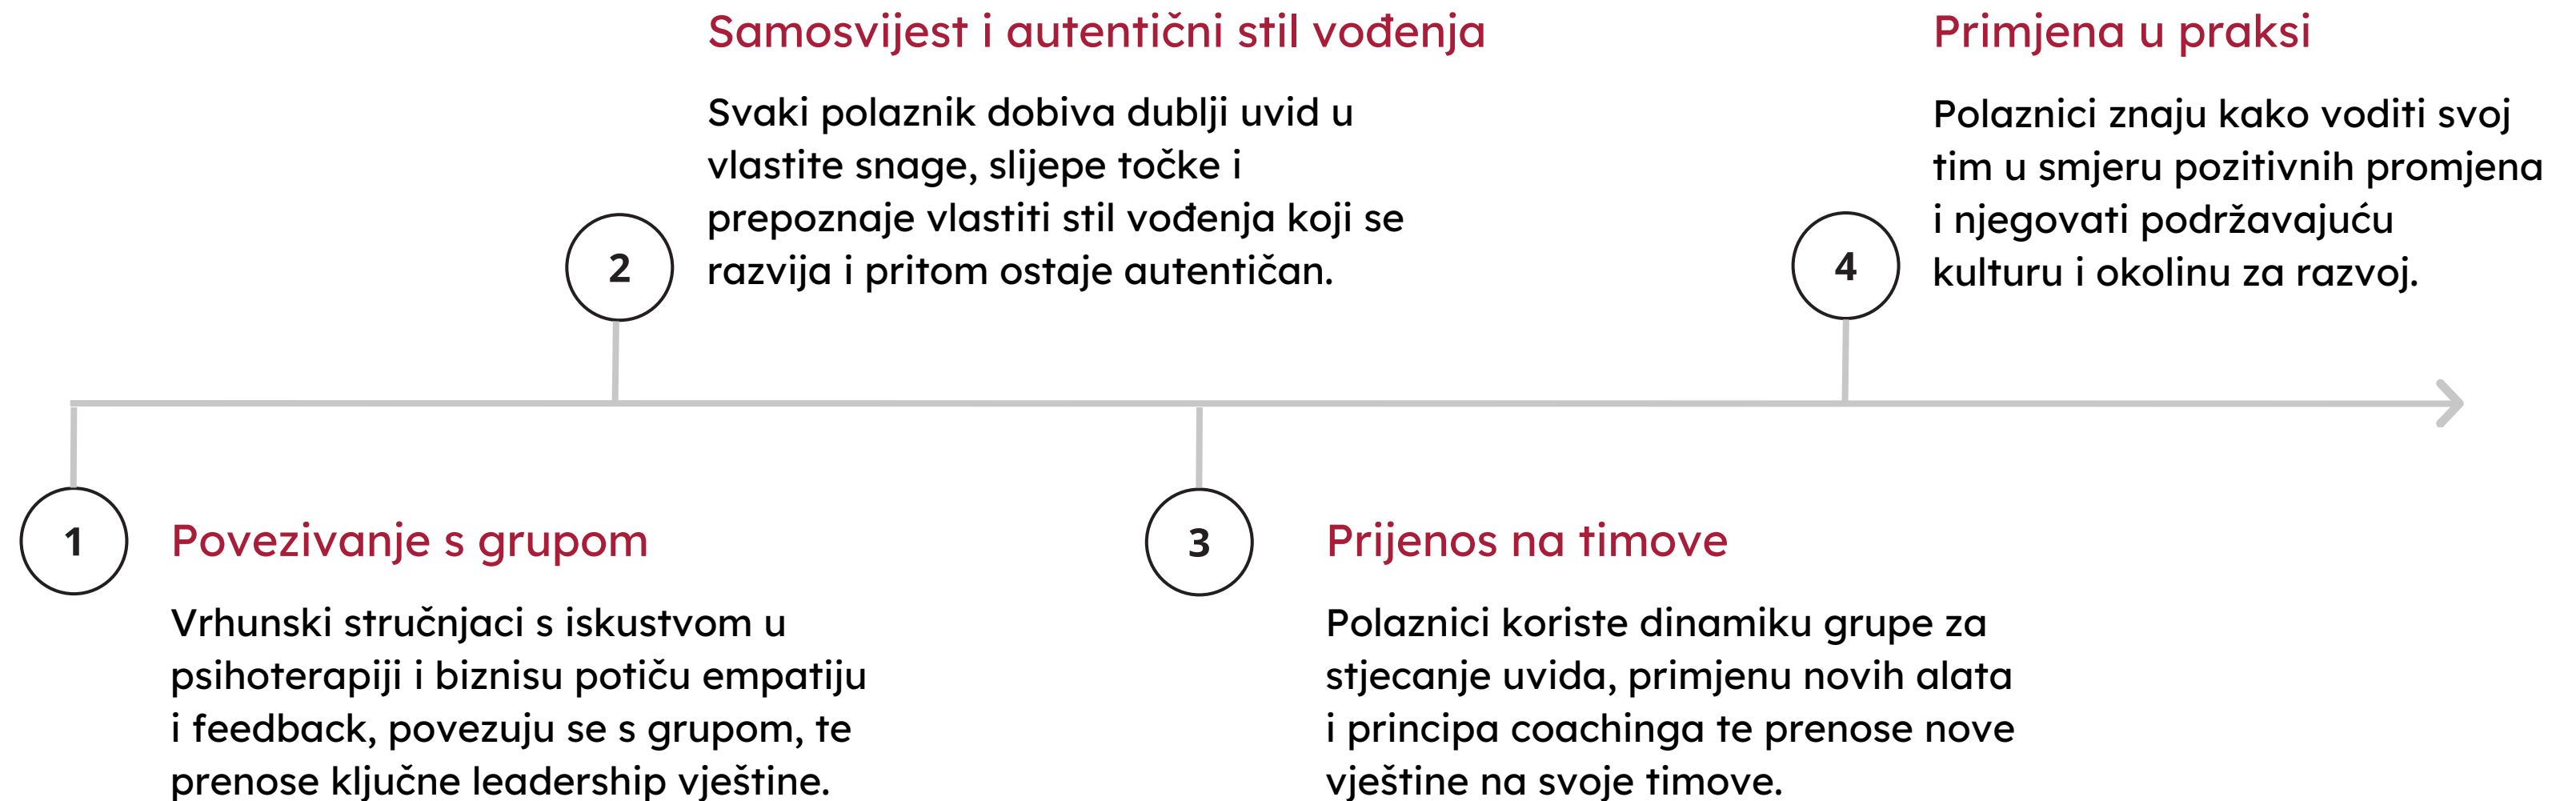 1
Povezivanje s grupom
Vrhunski stručnjaci s iskustvom u
psihoterapiji i biznisu potiču empatiju
i feedback, povezuju se s grupom, te
prenose ključne leadership vještine.
2
Samosvijest i autentični stil vođenja
Svaki polaznik dobiva dublji uvid u
vlastite snage, slijepe točke i
prepoznaje vlastiti stil vođenja koji se
razvija i pritom ostaje autentičan.
3
Prijenos na timove
Polaznici koriste dinamiku grupe za
stjecanje uvida, primjenu novih alata
i principa coachinga te prenose nove
vještine na svoje timove.
4
Primjena u praksi
Polaznici znaju kako voditi svoj
tim u smjeru pozitivnih promjena
i njegovati podržavajuću
kulturu i okolinu za razvoj.